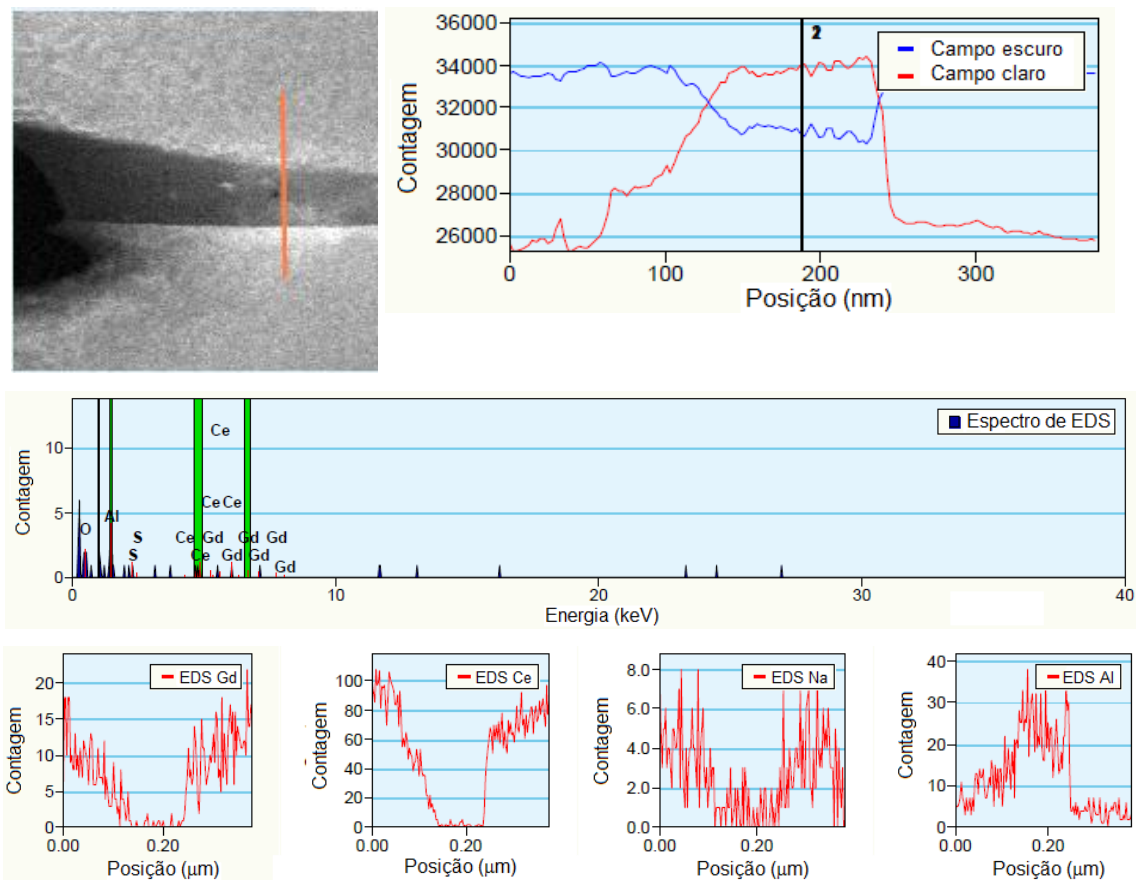 36000
34000
32000
30000
28000
26000
Contagem
2
Campo escuro
Campo claro
0
100
200
300
Posição (nm)
10
5
0
Contagem
Espectro de EDS
Ce
Ce Ce
O
Al
S
Ce Gd Gd Gd
S
Ce Gd Gd
Gd
0
10
20
30
40
Energia (keV)
20
15
10
5
0
Contagem
EDS Gd
0.00
0.20
Posição (μm)
100
80
60
40
20
0
Contagem
EDS Ce
0.00
0.20
Posição (μm)
8.0
6.0
4.0
2.0
0.0
Contagem
EDS Na
0.00
0.20
Posição (μm)
40
30
20
10
0
Contagem
EDS Al
0.00
0.20
Posição (μm)